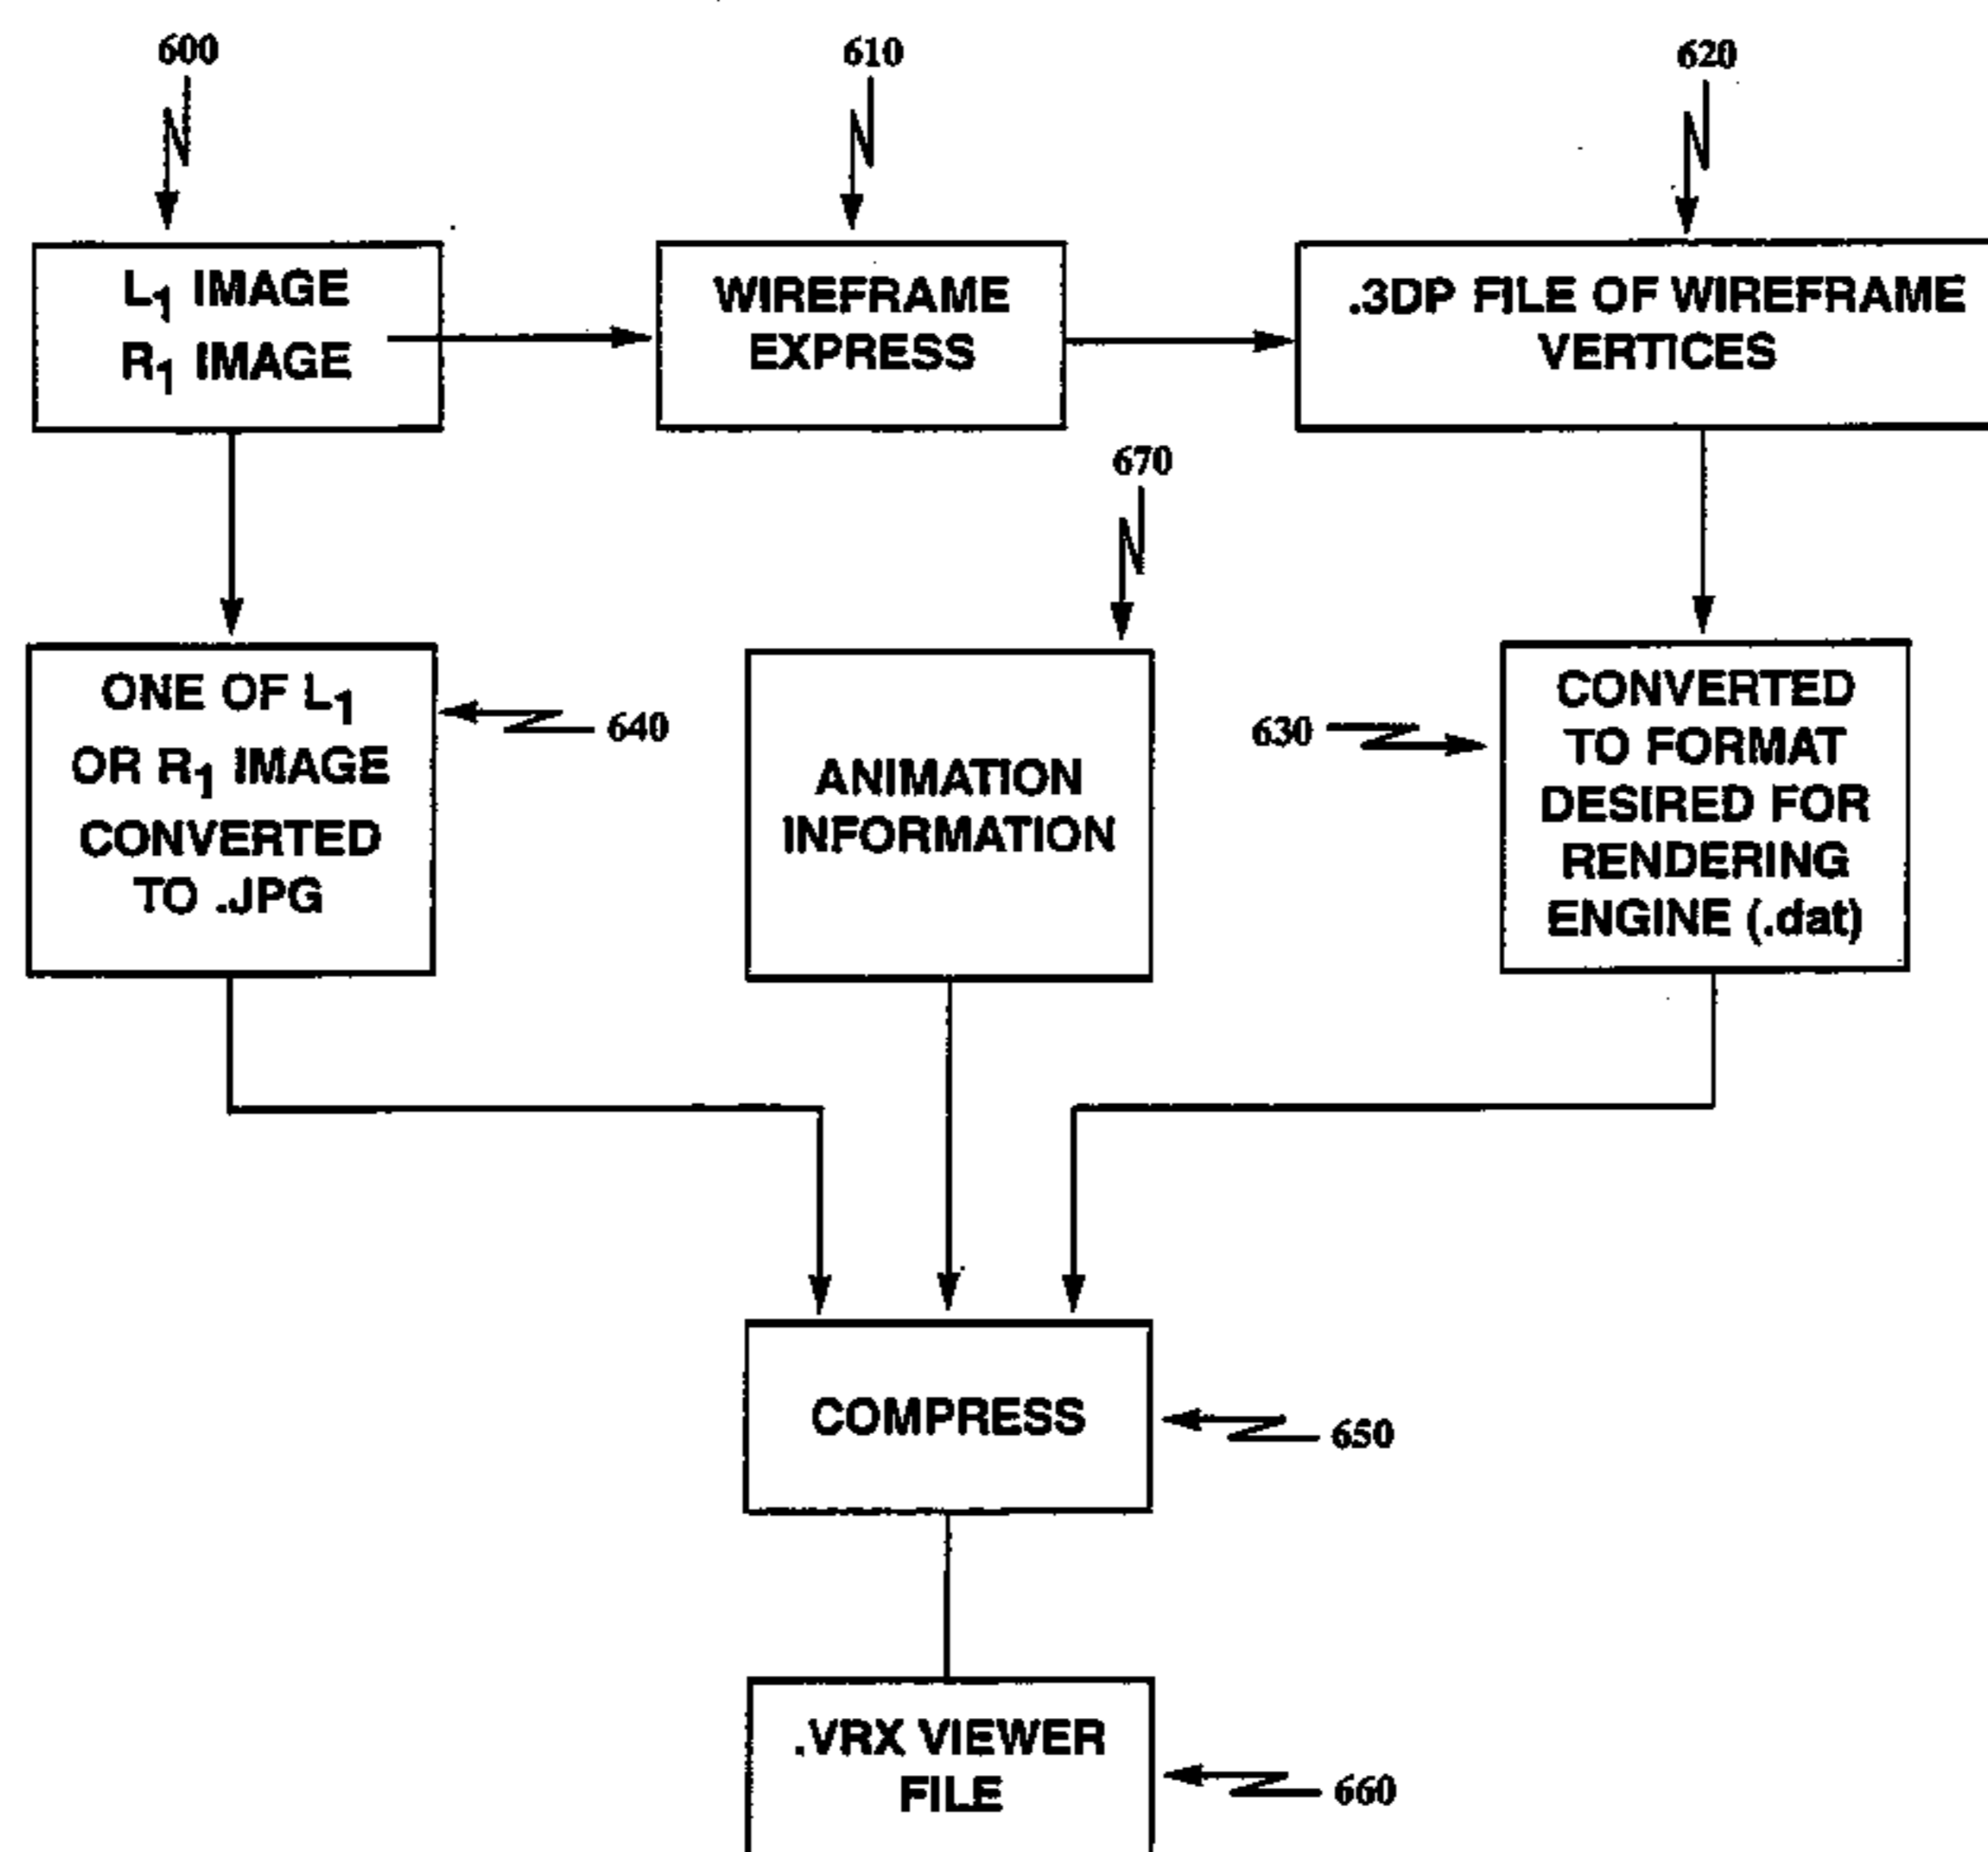 600
610
620
L1 IMAGE
R1 IMAGE
WIREFRAME
EXPRESS
.3DP FILE OF WIREFRAME
VERTICES
670
ONE OF L1
OR R1 IMAGE
CONVERTED
TO .JPG
640
ANIMATION
INFORMATION
630
CONVERTED
TO FORMAT
DESIRED FOR
RENDERING
ENGINE (.dat)
COMPRESS
650
.VRX VIEWER
FILE
660